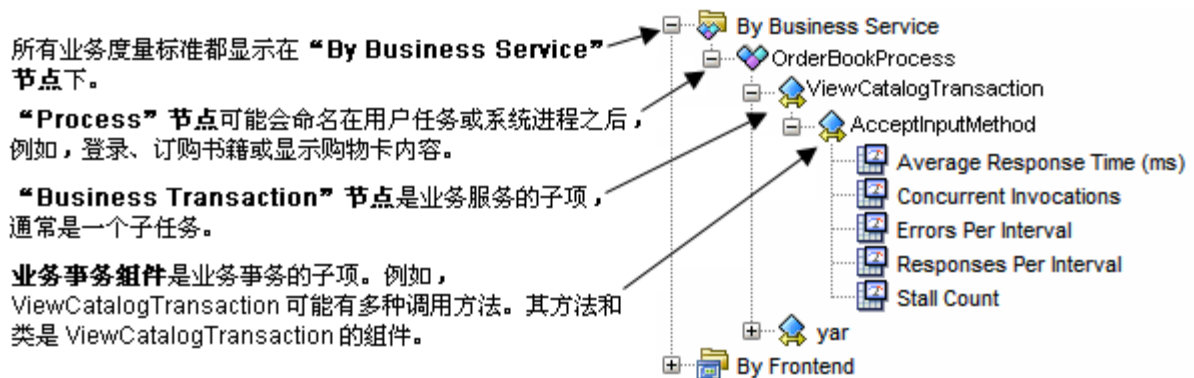 所有业务度量标准都显示在 “By Business Service”
节点下。
“Process” 节点可能会命名在用户任务或系统进程之后，
例如，登录、订购书籍或显示购物卡内容。
“Business Transaction” 节点是业务服务的子项，
通常是一个子任务。
业务事务组件是业务事务的子项。例如，
ViewCatalogTransaction 可能有多种调用方法。其方法和
类是 ViewCatalogTransaction 的组件。
By Business Service
OrderBookProcess
ViewCatalogTransaction
AcceptInputMethod
Average Response Time (ms)
Concurrent Invocations
Errors Per Interval
Responses Per Interval
Stall Count
yar
By Frontend